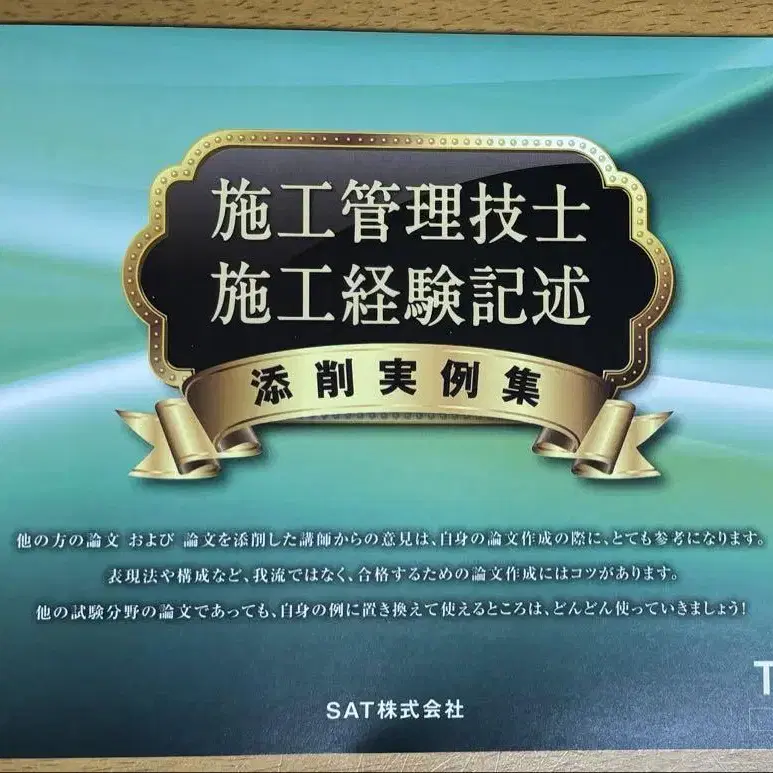 施工管理技士
施工経験記述
添削実例集
他の方の論文 および 論文を添削した講師からの意見は、自身の論文作成の際に、とても参考になります。
表現法や構成など、我流ではなく、合格するための論文作成にはコツがあります。
他の試験分野の論文であっても、自身の例に置き換えて使えるところは、どんどん使っていきましょう!
SAT株式会社
T